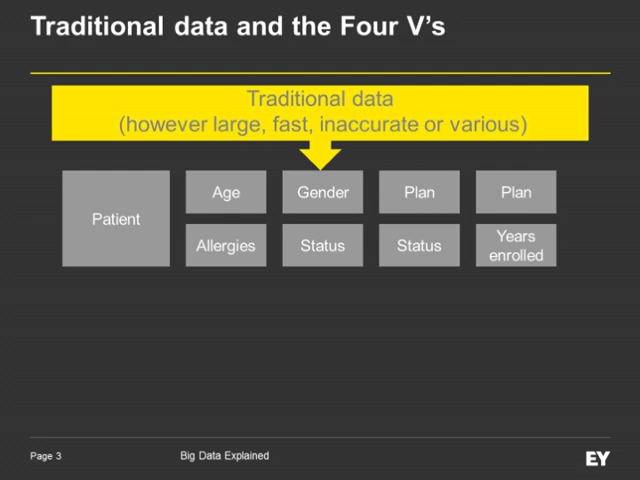 Traditional data and the Four V's
Traditional data
(however large, fast, inaccurate or various)
Patient
Age
Gender
Plan
Plan
Allergies
Status
Status
Years
enrolled
Page 3
Big Data Explained
EY